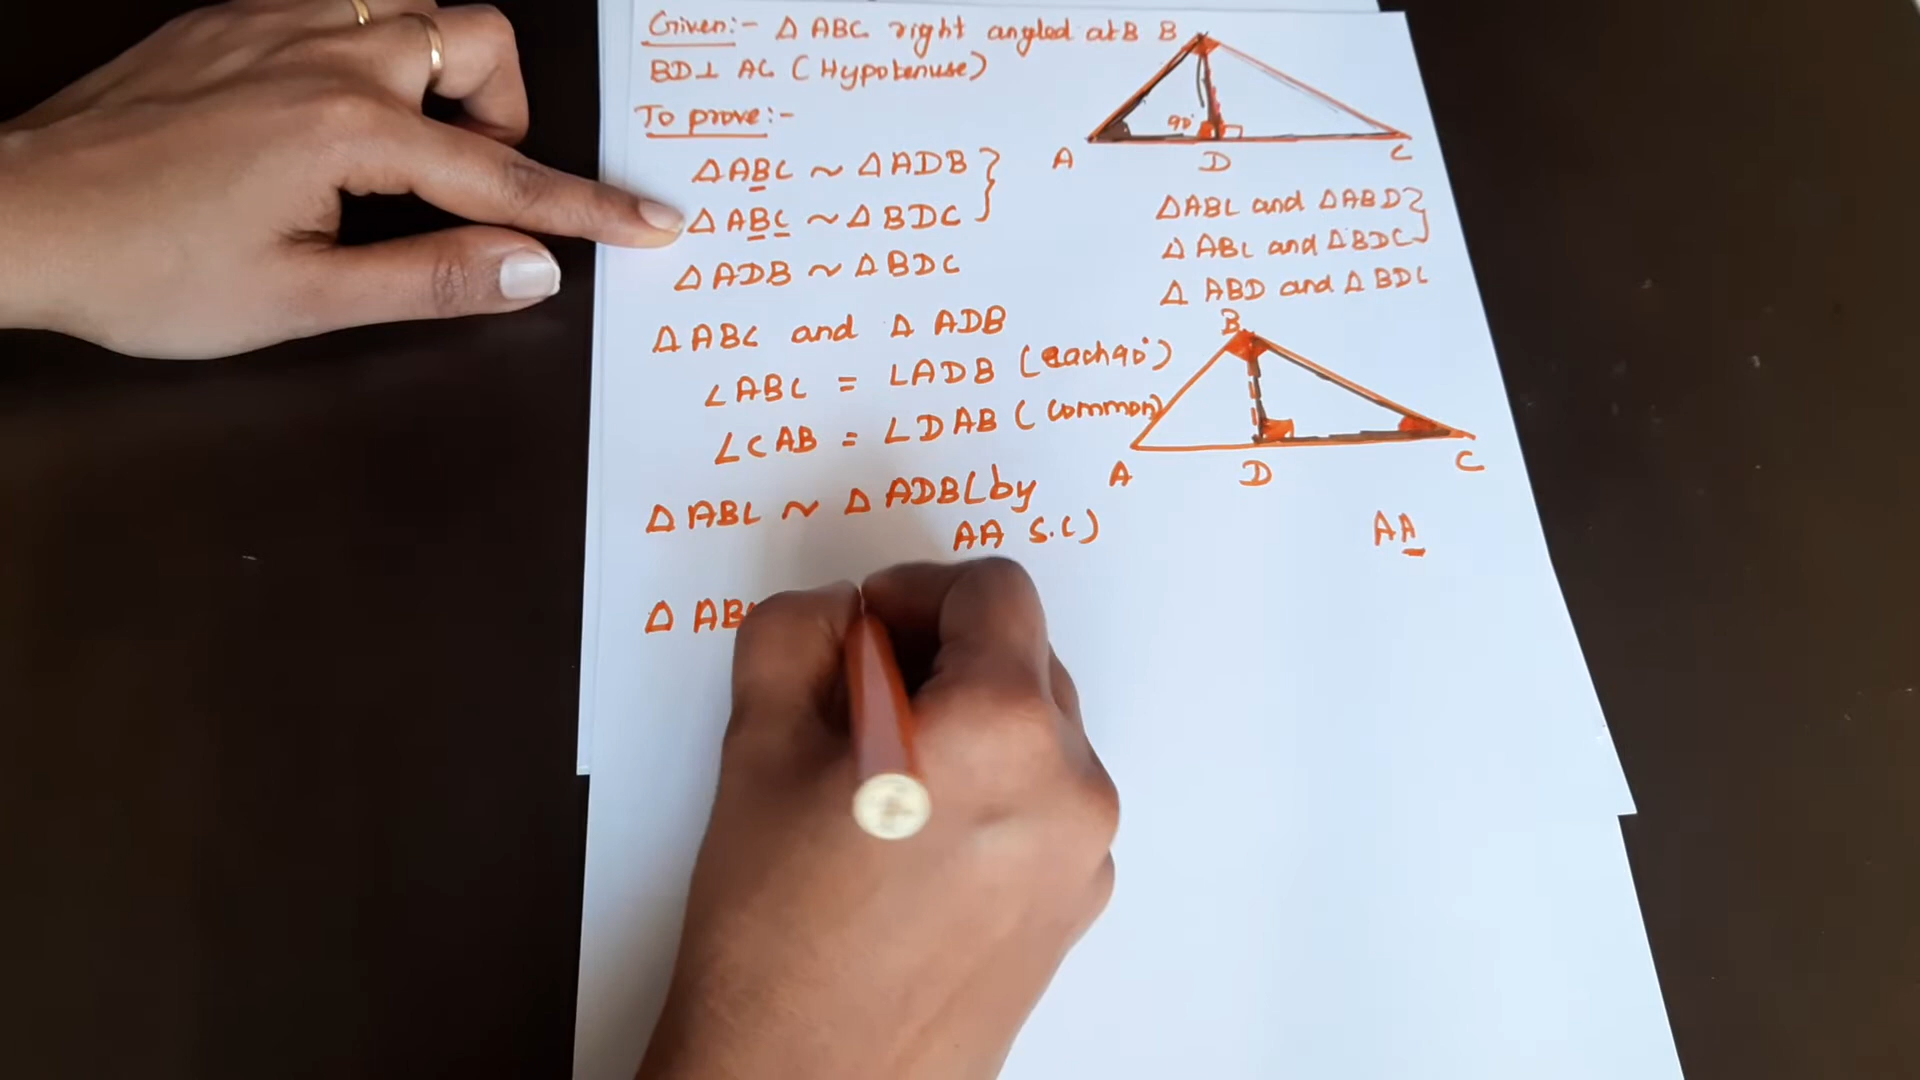 Given:- Δ ABC right angled at B
BD⊥ AC (Hypotenuse)
To prove:-
Δ ABC ~ Δ ADB }
Δ ABC ~ Δ BDC
Δ ADB ~ Δ BDC
Δ ABC and Δ ADB
∠ABC = ∠ADB (each 90°)
∠CAB = ∠DAB (common)
Δ ABC ~ Δ ADB (by
AA S.C)
Δ AB
B
90°
A D C
Δ ABC and Δ ABD }
Δ ABC and Δ BDC
Δ ABD and Δ BDC
B
A D C
AA